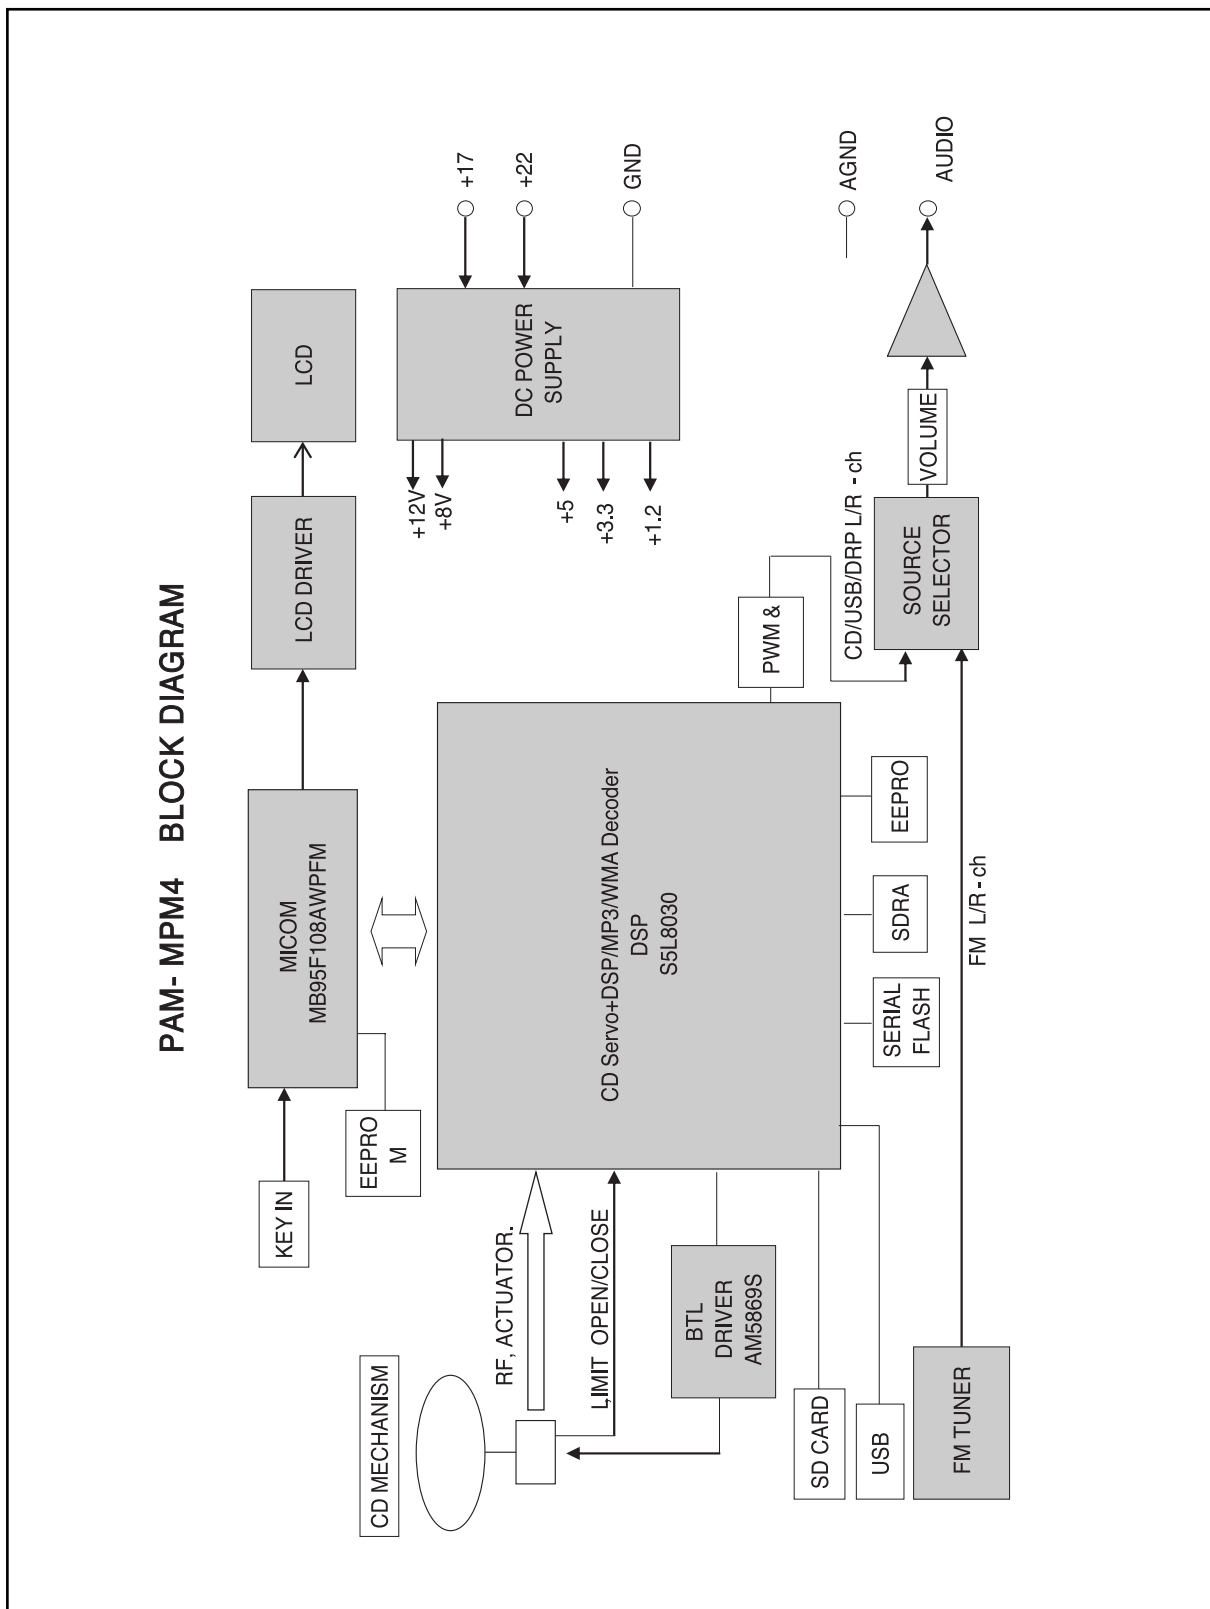 PAM- MPM4 BLOCK DIAGRAM
KEY IN
MICOM
MB95F108AWPFM
LCD DRIVER
LCD
EEPRO
M
CD MECHANISM
RF, ACTUATOR.
LIMIT OPEN/CLOSE
CD Servo+DSP/MP3/WMA Decoder
DSP
S5L8030
+12V
+8V
+5
+3.3
+1.2
DC POWER
SUPPLY
+17
+22
GND
BTL
DRIVER
AM5869S
PWM &
SD CARD
USB
SERIAL
FLASH
SDRA
EEPRO
CD/USB/DRP L/R - ch
SOURCE
SELECTOR
VOLUME
AGND
AUDIO
FM TUNER
FM L/R - ch